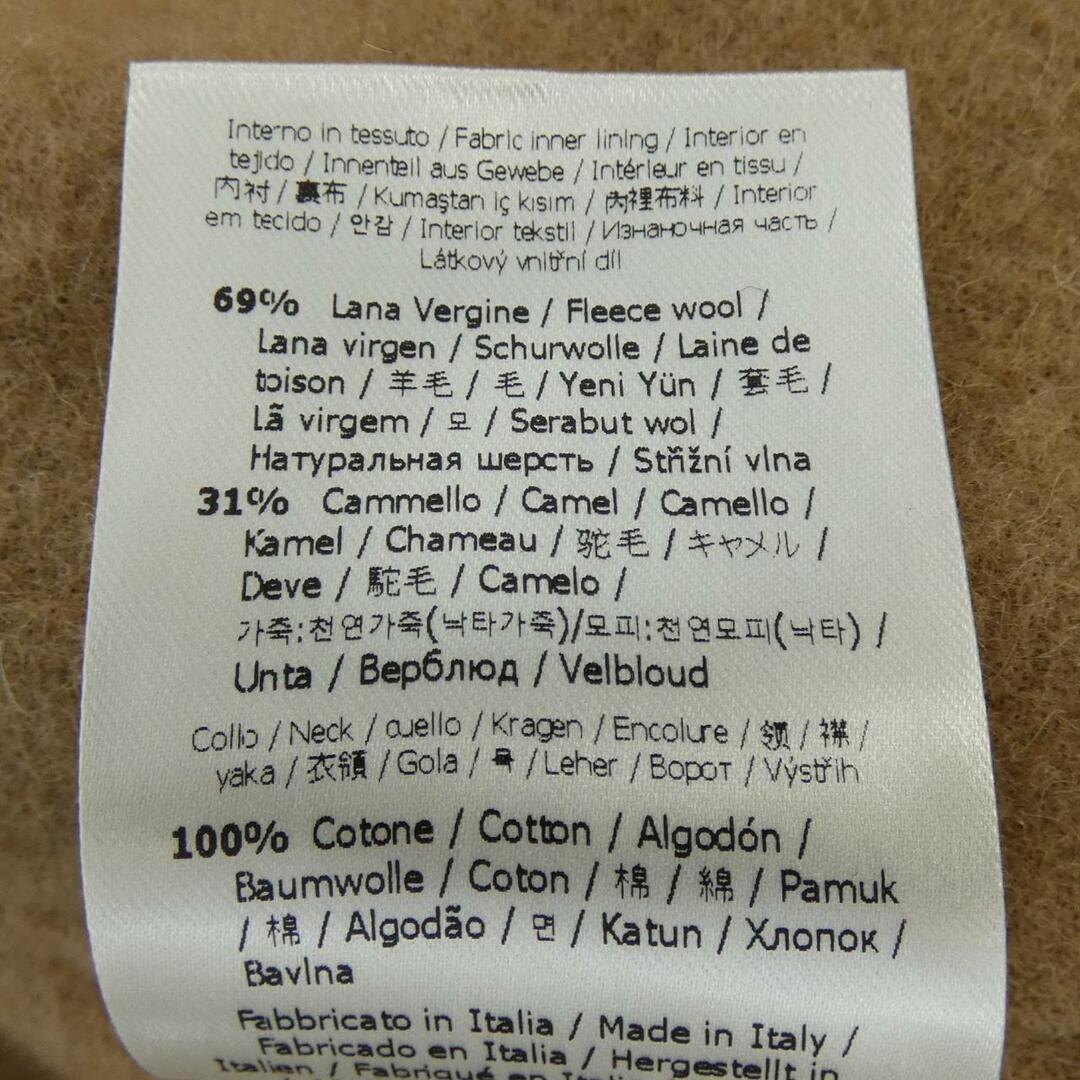 Interno in tessuto / Fabric inner lining / Interior en
tejido / Innenteil aus Gewebe / Intérieur en tissu /
内衬 / 裏布 / Kumaştan iç kısım / 內裡布料 / Interior
em tecido / 안감 / Interior tekstil / Изнаночная часть /
Látkový vnitřní díl
69% Lana Vergine / Fleece wool /
Lana virgen / Schurwolle / Laine de
toison / 羊毛 / 毛 / Yeni Yün / 套毛 /
Lã virgem / 모 / Serabut wol /
Натуральная шерсть / Střižní vlna
31% Cammello / Camel / Camello /
Kamel / Chameau / 驼毛 / キャメル /
Deve / 駝毛 / Camelo /
가죽:천연가죽(낙타가죽)/모피:천연모피(낙타) /
Unta / Верблюд / Velbloud
Collo / Neck / cuello / Kragen / Encolure / 领 / 襟 /
yaka / 衣領 / Gola / 목 / Leher / Ворот / Výstřih
100% Cotone / Cotton / Algodón /
Baumwolle / Coton / 棉 / 綿 / Pamuk
/ 棉 / Algodão / 면 / Katun / Хлопок /
Bavlna
Fabbricato in Italia / Made in Italy /
Fabricado en Italia / Hergestellt in
Italien / Fabriqué en